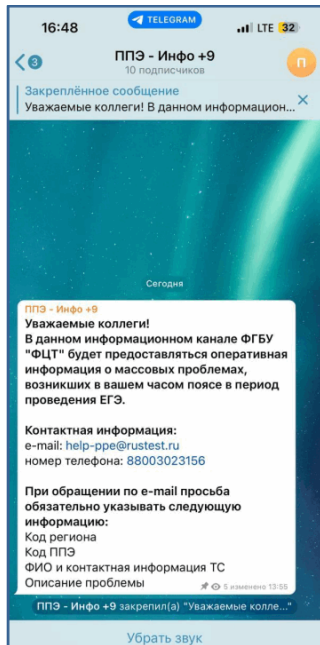 16:48
TELEGRAM
LTE 32
3
ППЭ - Инфо +9
10 подписчиков
П
Закреплённое сообщение
Уважаемые коллеги! В данном информацион...
Сегодня
ППЭ - Инфо +9
Уважаемые коллеги!
В данном информационном канале ФГБУ
"ФЦТ" будет предоставляться оперативная
информация о массовых проблемах,
возникших в вашем часом поясе в период
проведения ЕГЭ.
Контактная информация:
e-mail: help-ppe@rustest.ru
номер телефона: 88003023156
При обращении по e-mail просьба
обязательно указывать следующую
информацию:
Код региона
Код ППЭ
ФИО и контактная информация ТС
Описание проблемы
5 изменено 13:55
ППЭ - Инфо +9 закрепил(а) "Уважаемые колле..."
Убрать звук